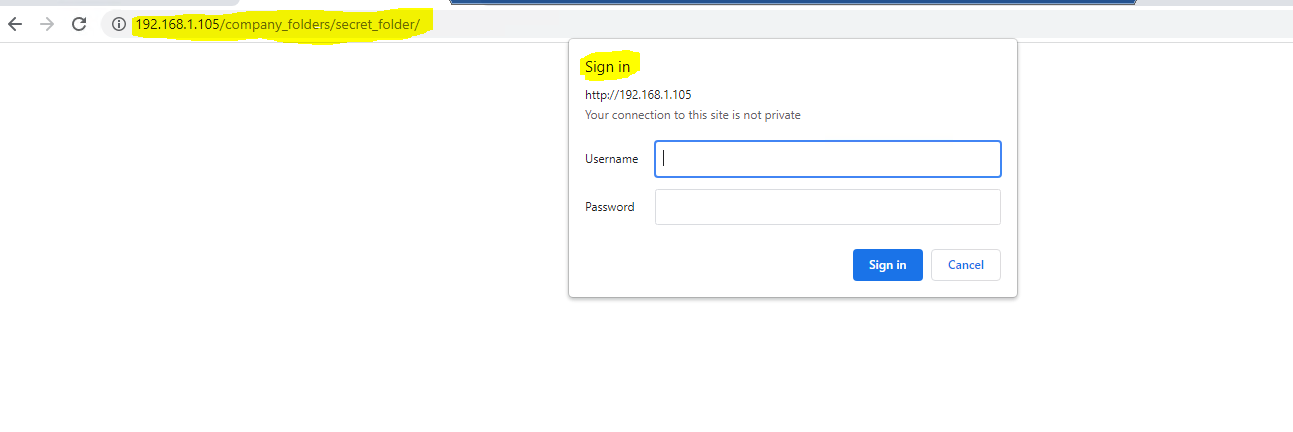 192.168.1.105/company_folders/secret_folder/
Sign in
http://192.168.1.105
Your connection to this site is not private
Username
Password
Sign in
Cancel